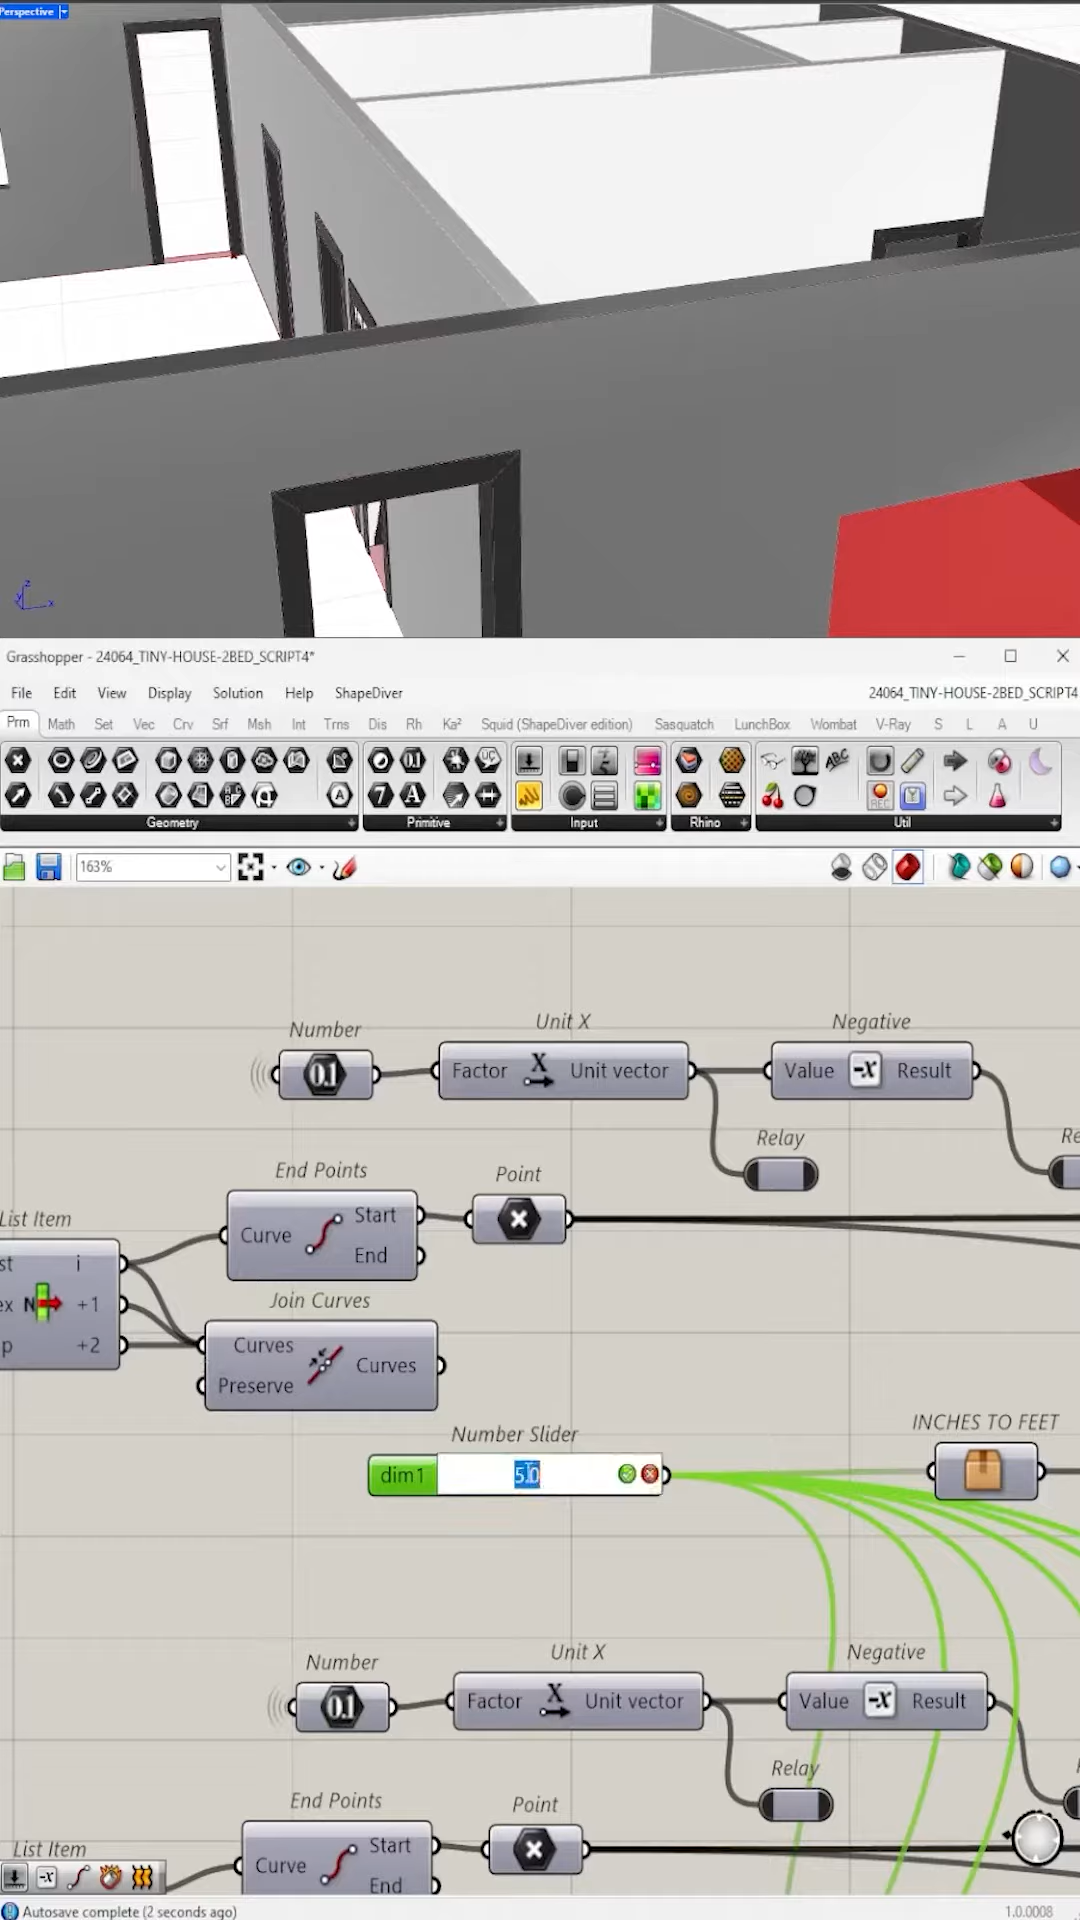 Perspective
z
y
x
Grasshopper - 24064_TINY-HOUSE-2BED_SCRIPT4*
File Edit View Display Solution Help ShapeDiver 24064_TINY-HOUSE-2BED_SCRIPT4
Prm Math Set Vec Crv Srf Msh Int Trns Dis Rh Ka² Squid (ShapeDiver edition) Sasquatch LunchBox Wombat V-Ray S L A U
Geometry Primitive Input Rhino Util
163%
Unit X Negative
Number
0.1 Factor X Unit vector Value -x Result
Relay
End Points Point
List Item
Start
Curve
End
i
+1
+2
Join Curves
Curves
Curves
Preserve
INCHES TO FEET
Number Slider
dim1 5.0
Unit X Negative
Number
0.1 Factor X Unit vector Value -x Result
Relay
End Points Point
List Item
Start
Curve
End
Autosave complete (2 seconds ago) 1.0.0008